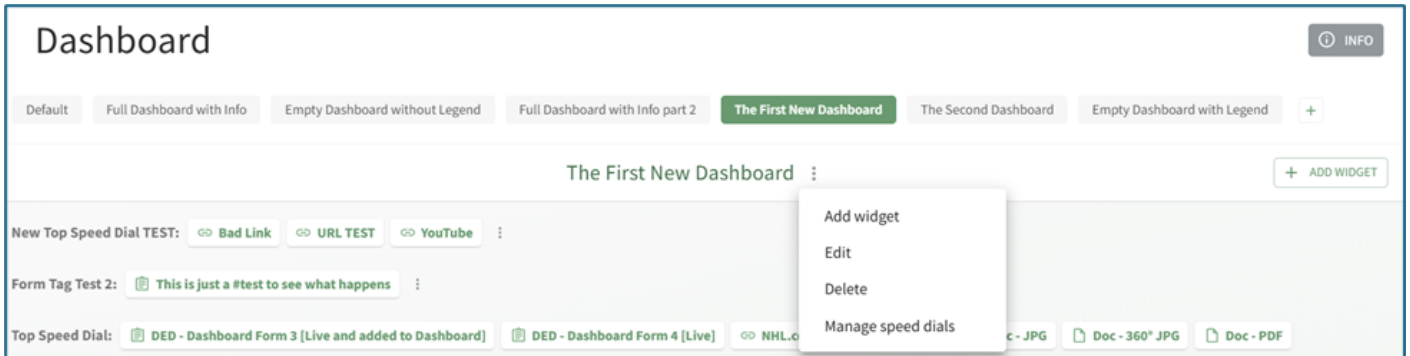 Dashboard
INFO
Default Full Dashboard with Info Empty Dashboard without Legend Full Dashboard with Info part 2 The First New Dashboard The Second Dashboard Empty Dashboard with Legend +
The First New Dashboard
+ ADD WIDGET
Add widget
Edit
Delete
Manage speed dials
New Top Speed Dial TEST: Bad Link URL TEST YouTube
Form Tag Test 2: This is just a #test to see what happens
Top Speed Dial: DED - Dashboard Form 3 [Live and added to Dashboard] DED - Dashboard Form 4 [Live] - JPG Doc - 360° JPG Doc - PDF